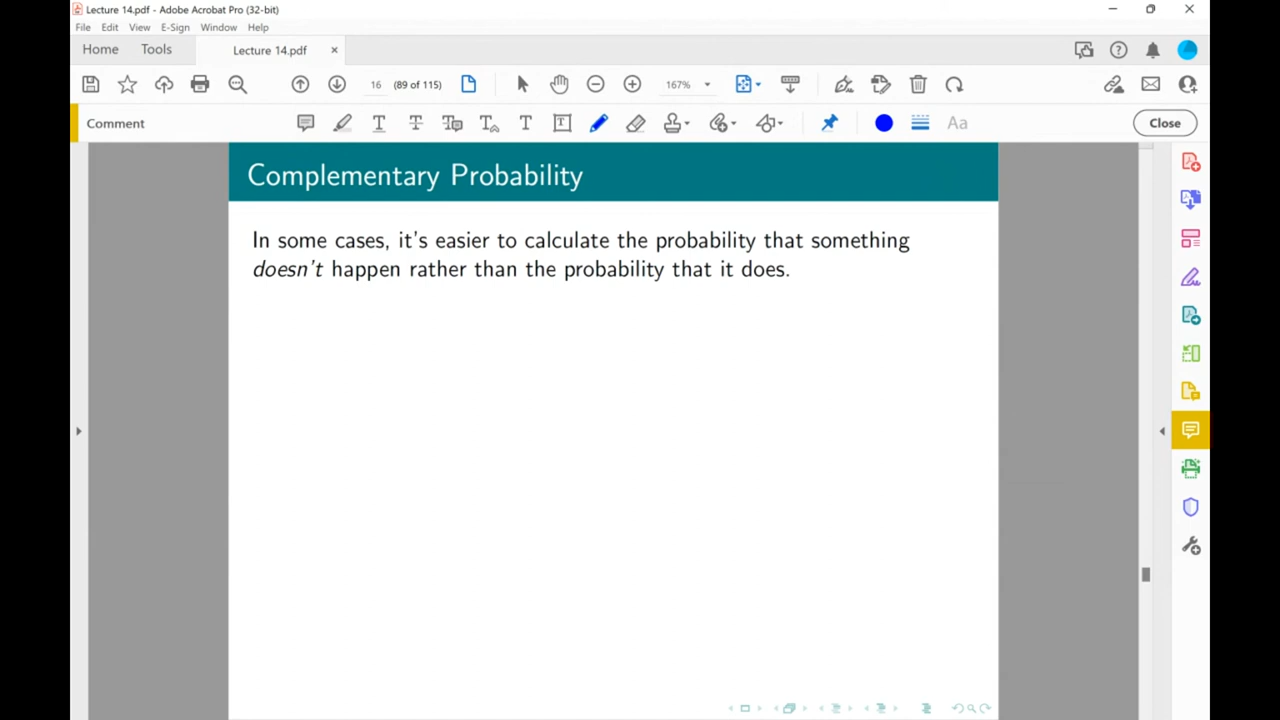 Lecture 14.pdf - Adobe Acrobat Pro (32-bit)
File Edit View E-Sign Window Help
Home Tools Lecture 14.pdf ×
16 (89 of 115) 167%
Comment Aa Close
Complementary Probability
In some cases, it's easier to calculate the probability that something
doesn't happen rather than the probability that it does.